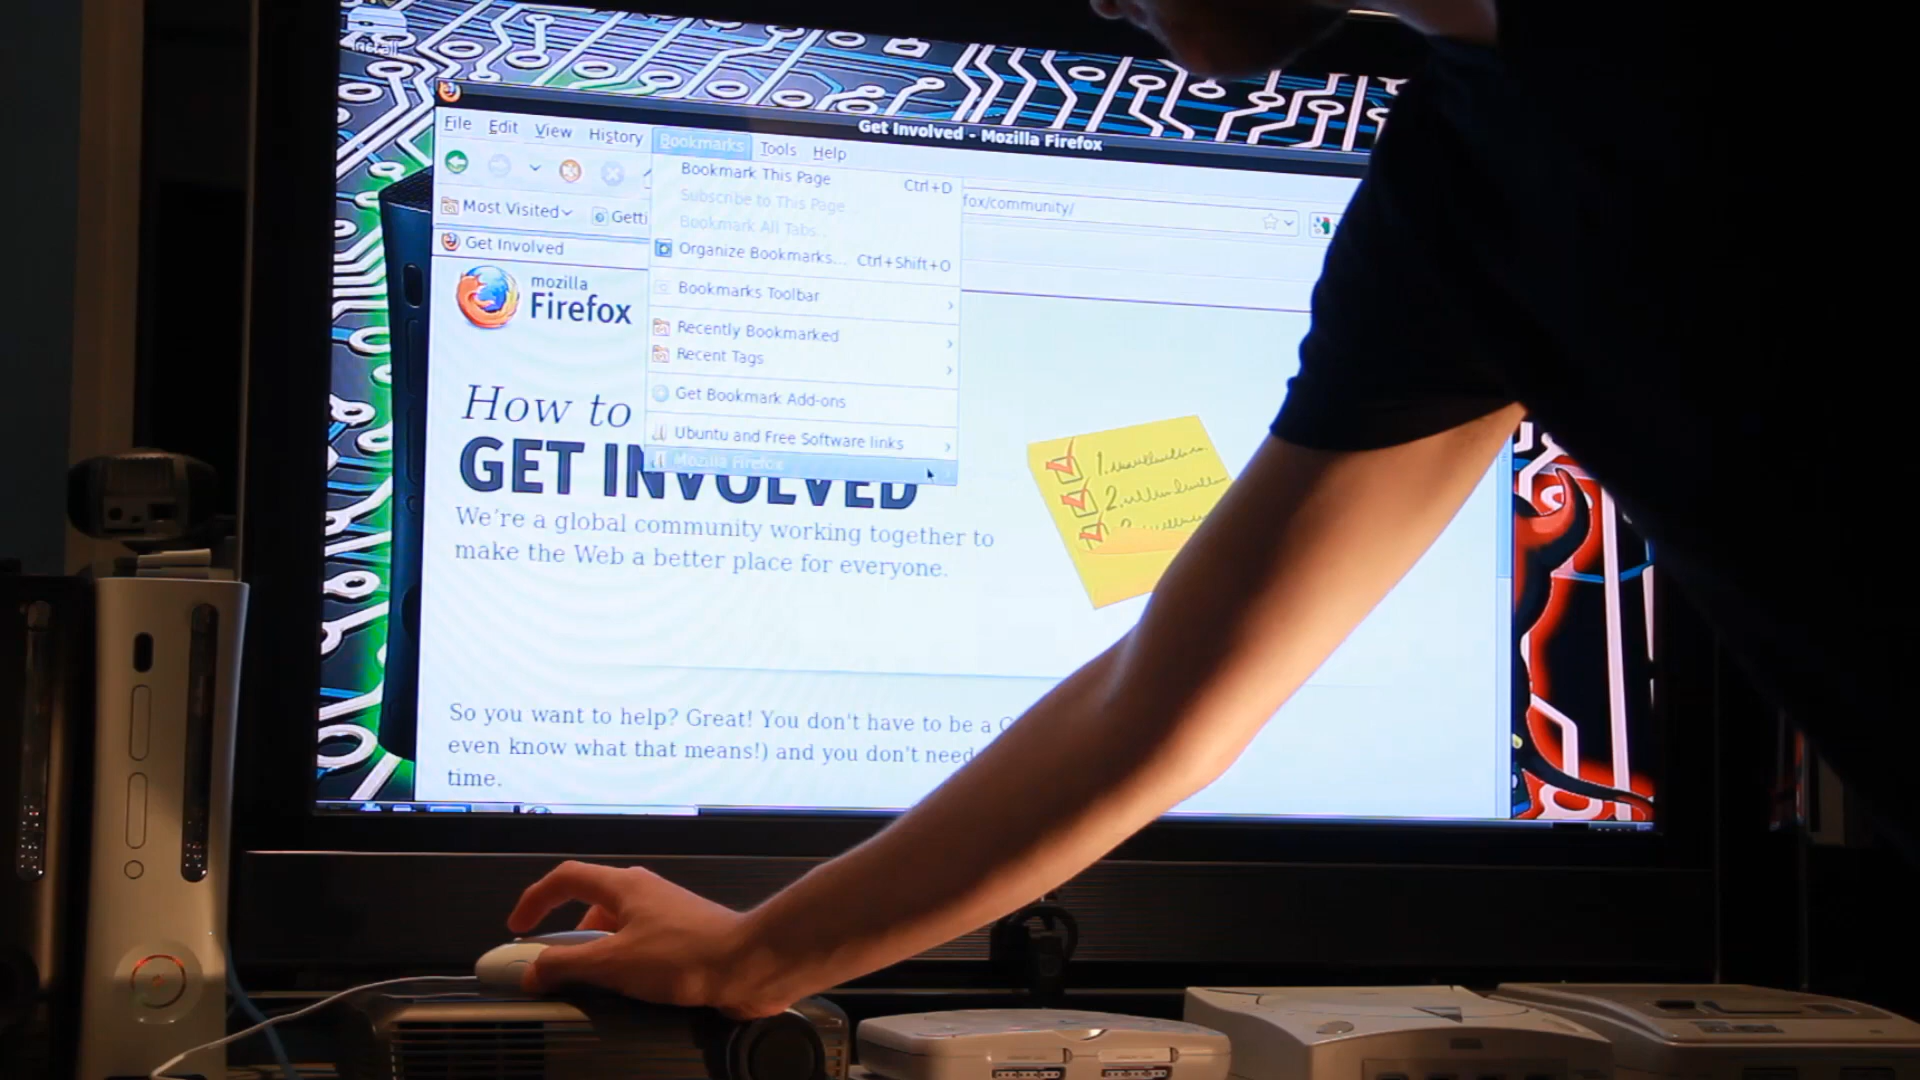 Install
Get Involved - Mozilla Firefox
File Edit View History Bookmarks Tools Help
Bookmark This Page Ctrl+D
Subscribe to This Page
fox/community/
Most Visited Getti
Bookmark All Tabs...
Get Involved
Organize Bookmarks... Ctrl+Shift+O
Bookmarks Toolbar
mozilla
Firefox
Recently Bookmarked
Recent Tags
Get Bookmark Add-ons
Ubuntu and Free Software links
Mozilla Firefox
How to
GET INVOLVED
We're a global community working together to
make the Web a better place for everyone.
1.
2.
So you want to help? Great! You don't have to be a
even know what that means!) and you don't need
time.